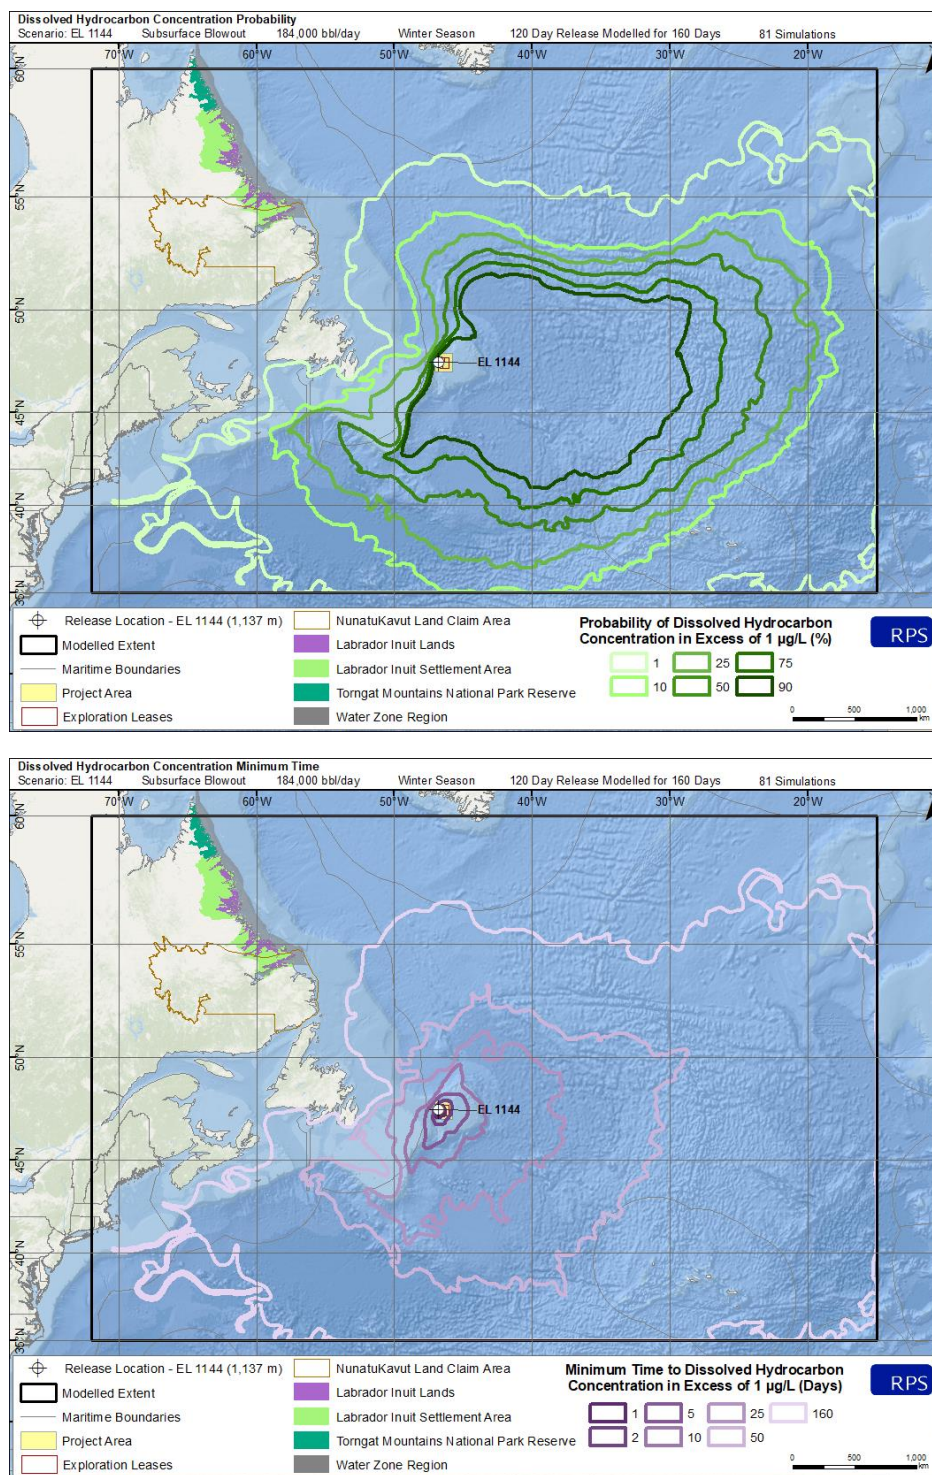 Dissolved Hydrocarbon Concentration Probability
Scenario: EL 1144 Subsurface Blowout 184,000 bbl/day Winter Season 120 Day Release Modelled for 160 Days 81 Simulations
70°W 60°W 50°W 40°W 30°W 20°W
60°N
55°N
50°N
EL 1144
45°N
40°N
35°N
Release Location - EL 1144 (1,137 m)
Modelled Extent
Maritime Boundaries
Project Area
Exploration Leases
NunatuKavut Land Claim Area
Labrador Inuit Lands
Labrador Inuit Settlement Area
Torngat Mountains National Park Reserve
Water Zone Region
Probability of Dissolved Hydrocarbon
Concentration in Excess of 1 µg/L (%)
1 25 75
10 50 90
RPS
0 500 1,000
km
Dissolved Hydrocarbon Concentration Minimum Time
Scenario: EL 1144 Subsurface Blowout 184,000 bbl/day Winter Season 120 Day Release Modelled for 160 Days 81 Simulations
70°W 60°W 50°W 40°W 30°W 20°W
60°N
55°N
50°N
EL 1144
45°N
40°N
35°N
Release Location - EL 1144 (1,137 m)
Modelled Extent
Maritime Boundaries
Project Area
Exploration Leases
NunatuKavut Land Claim Area
Labrador Inuit Lands
Labrador Inuit Settlement Area
Torngat Mountains National Park Reserve
Water Zone Region
Minimum Time to Dissolved Hydrocarbon
Concentration in Excess of 1 µg/L (Days)
1 5 25 160
2 10 50
RPS
0 500 1,000
km